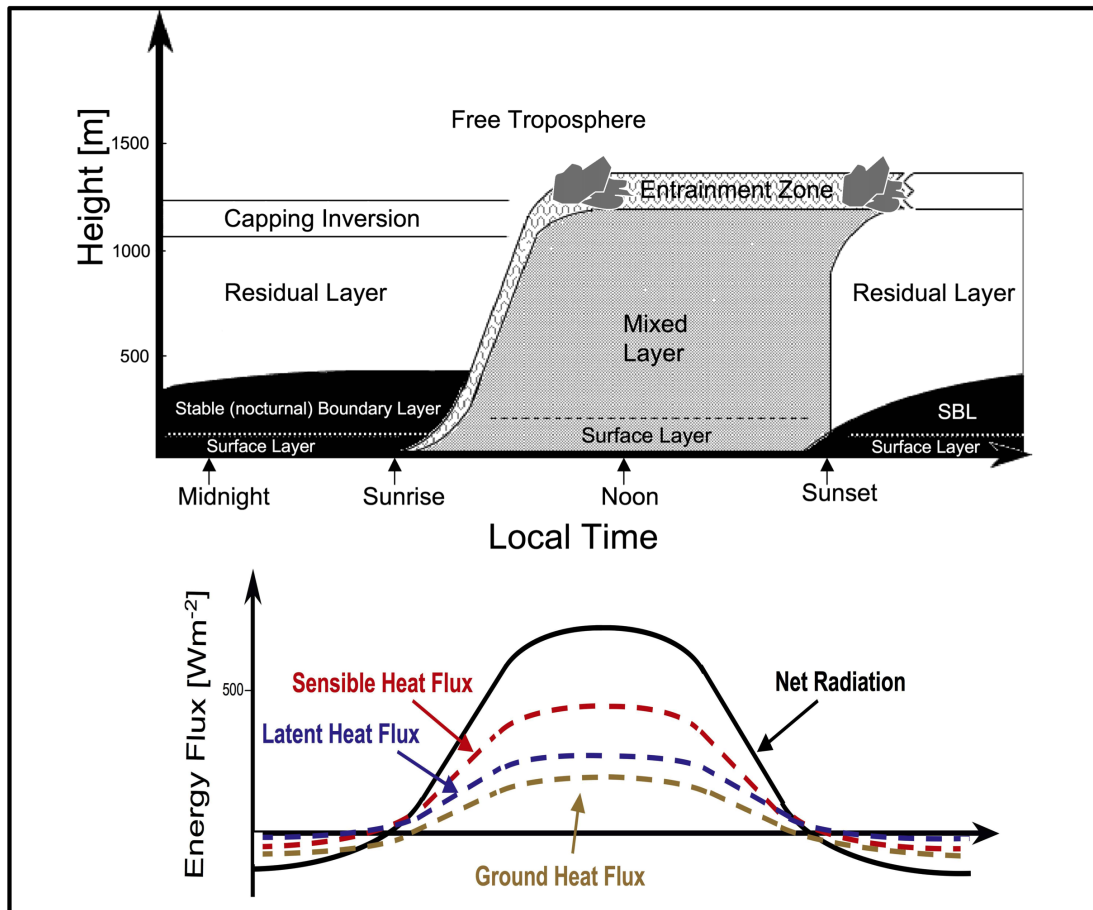 Height [m]
1500
1000
500
Free Troposphere
Entrainment Zone
Capping Inversion
Residual Layer
Residual Layer
Mixed
Layer
Stable (nocturnal) Boundary Layer
SBL
Surface Layer
Surface Layer
Surface Layer
Midnight
Sunrise
Noon
Sunset
Local Time
Energy Flux [Wm-2]
500
Sensible Heat Flux
Net Radiation
Latent Heat Flux
Ground Heat Flux